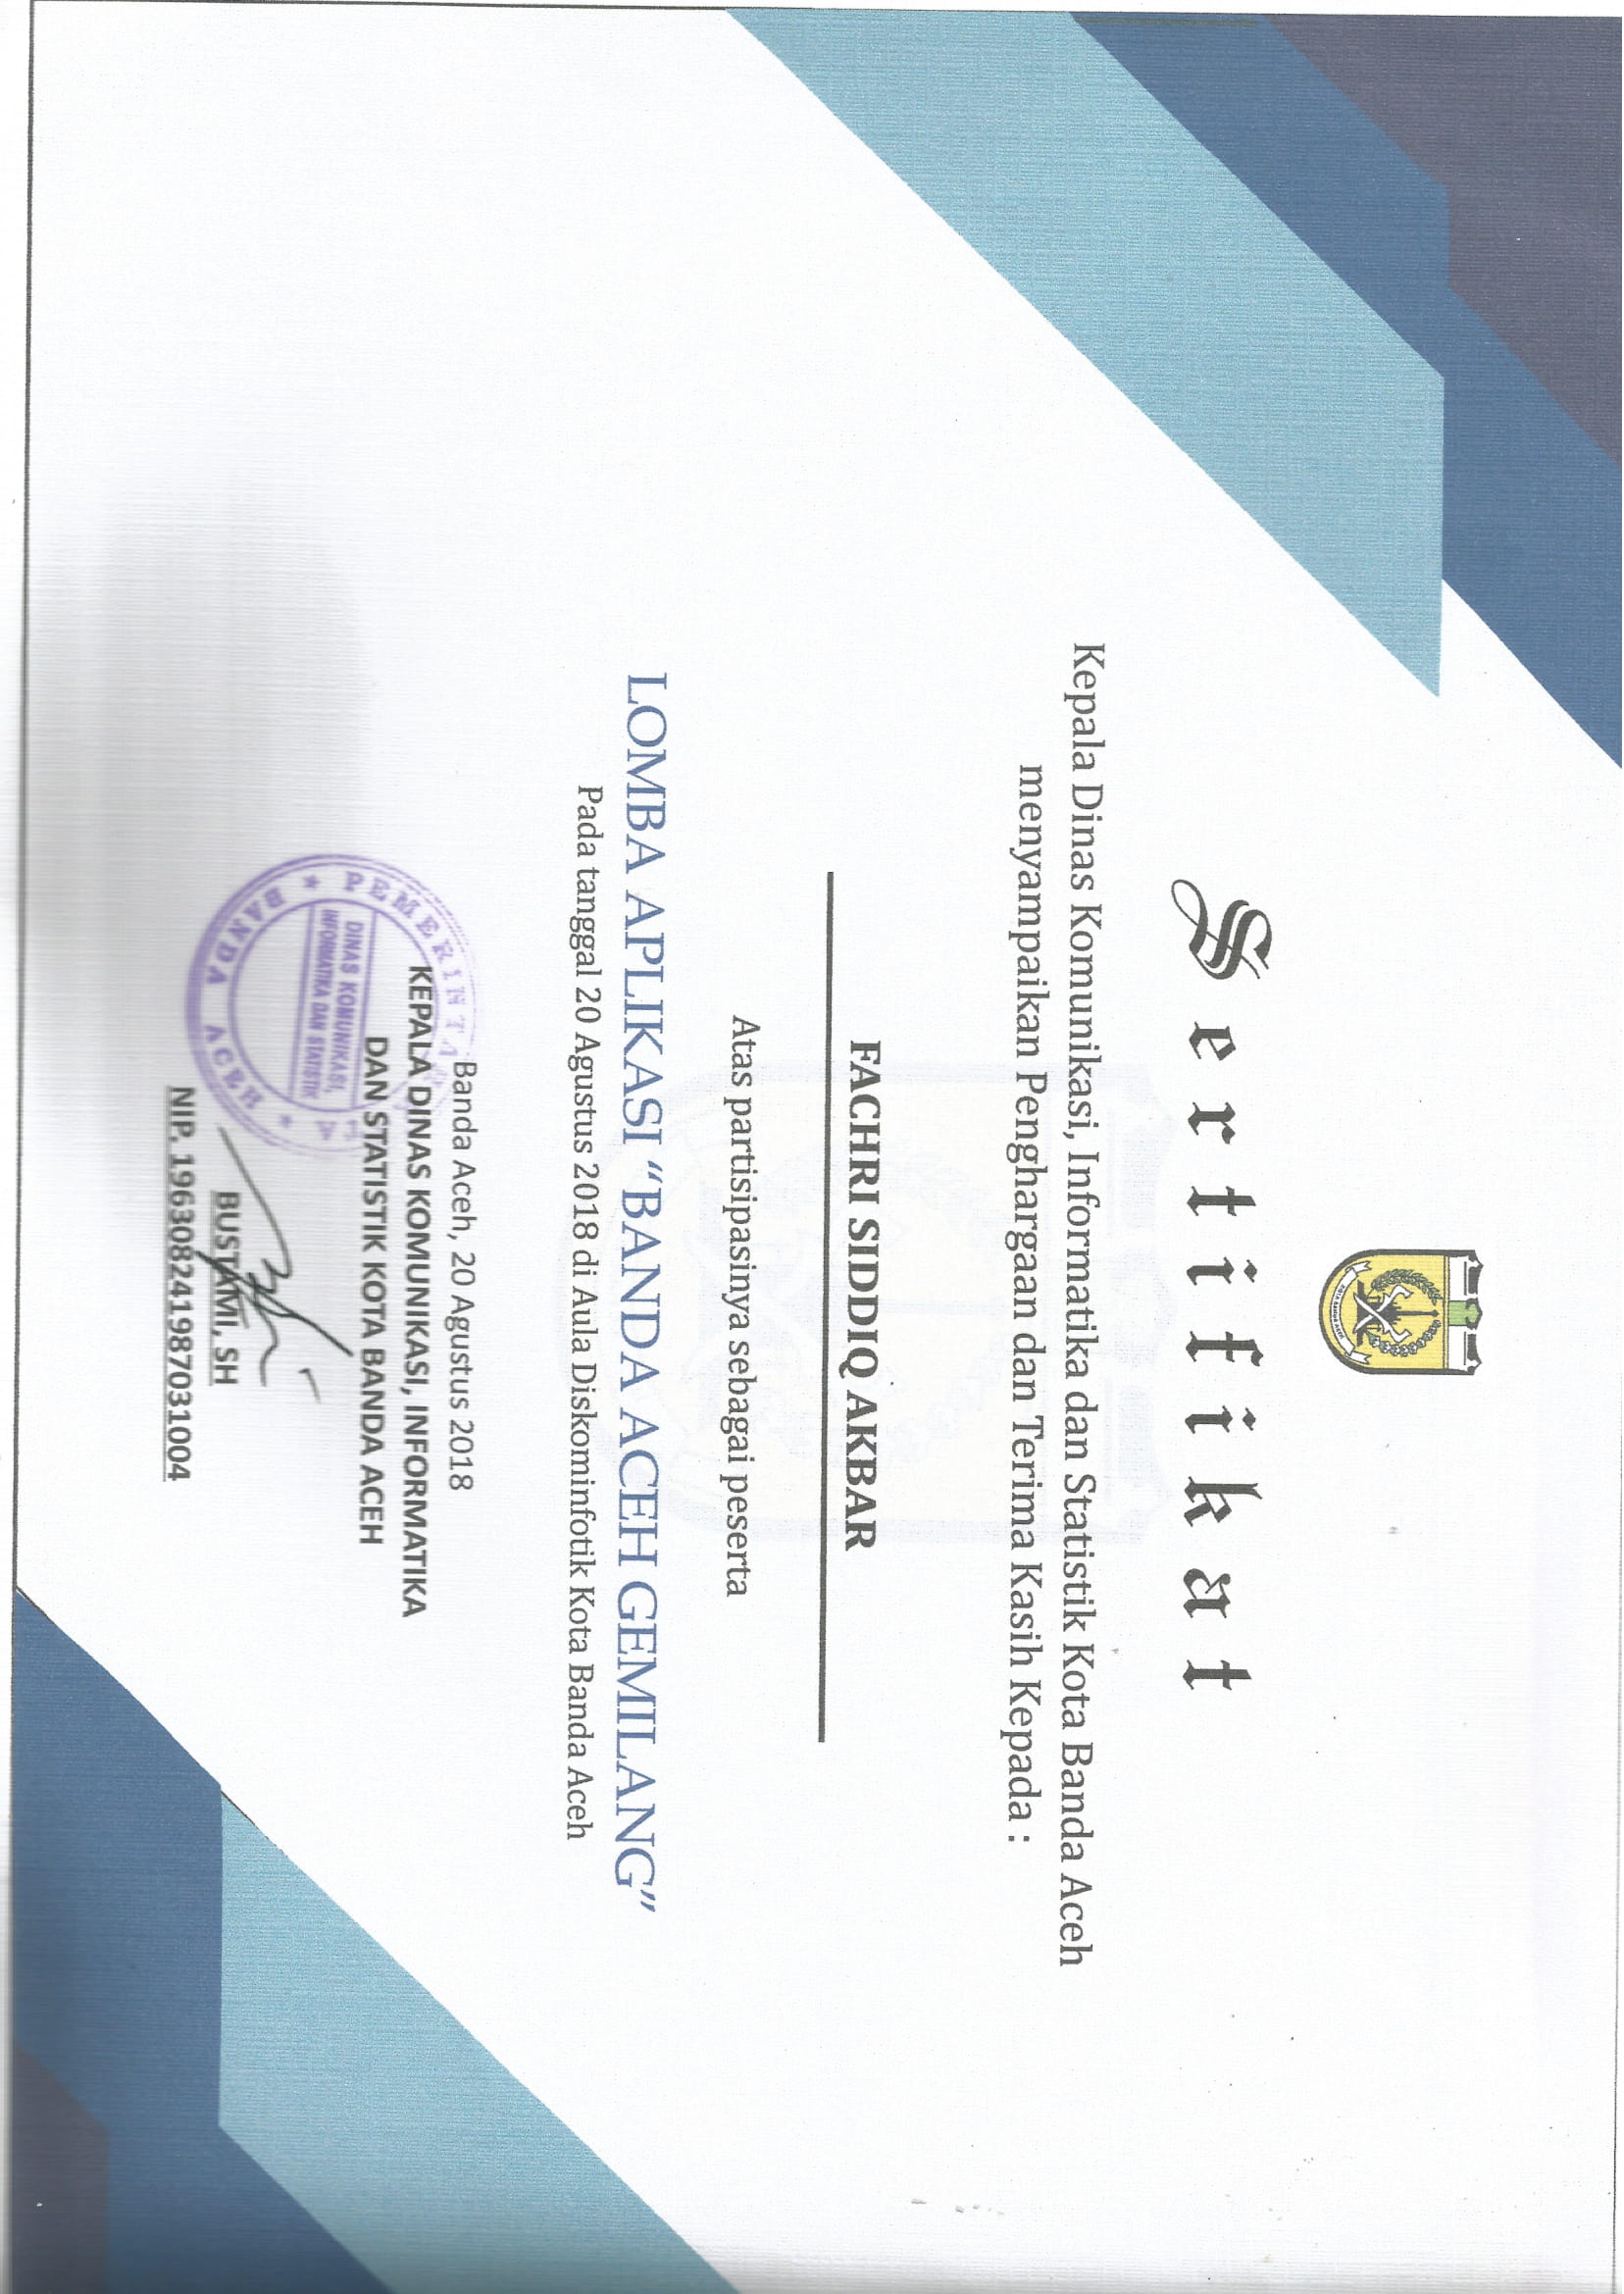 KOTA BANDA ACEH
Sertifikat
Kepala Dinas Komunikasi, Informatika dan Statistik Kota Banda Aceh
menyampaikan Penghargaan dan Terima Kasih Kepada :
FACHRI SIDDIQ AKBAR
Atas partisipasinya sebagai peserta
LOMBA APLIKASI “BANDA ACEH GEMILANG”
Pada tanggal 20 Agustus 2018 di Aula Diskominfotik Kota Banda Aceh
Banda Aceh, 20 Agustus 2018
KEPALA DINAS KOMUNIKASI, INFORMATIKA
DAN STATISTIK KOTA BANDA ACEH
DINAS KOMUNIKASI,
INFORMATIKA DAN STATISTIK
BANDA ACEH
BUSTAMI, SH
NIP. 196308241987031004